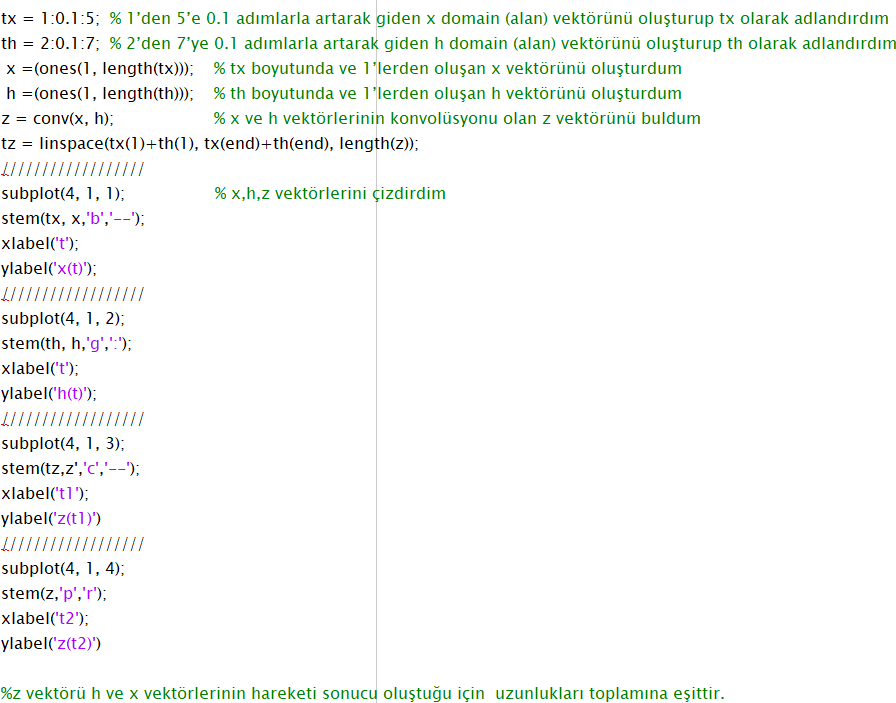 tx = 1:0.1:5; % 1’den 5’e 0.1 adımlarla artarak giden x domain (alan) vektörünü oluşturup tx olarak adlandırdım
th = 2:0.1:7; % 2’den 7’ye 0.1 adımlarla artarak giden h domain (alan) vektörünü oluşturup th olarak adlandırdım
x =(ones(1, length(tx))); % tx boyutunda ve 1’lerden oluşan x vektörünü oluşturdum
h =(ones(1, length(th))); % th boyutunda ve 1’lerden oluşan h vektörünü oluşturdum
z = conv(x, h); % x ve h vektörlerinin konvolüsyonu olan z vektörünü buldum
tz = linspace(tx(1)+th(1), tx(end)+th(end), length(z));
//////////////////
subplot(4, 1, 1); % x,h,z vektörlerini çizdirdim
stem(tx, x,'b','--');
xlabel('t');
ylabel('x(t)');
//////////////////
subplot(4, 1, 2);
stem(th, h,'g',':');
xlabel('t');
ylabel('h(t)');
//////////////////
subplot(4, 1, 3);
stem(tz,z','c','--');
xlabel('t1');
ylabel('z(t1)')
//////////////////
subplot(4, 1, 4);
stem(z,'p','r');
xlabel('t2');
ylabel('z(t2)')
%z vektörü h ve x vektörlerinin hareketi sonucu oluştuğu için uzunlukları toplamına eşittir.